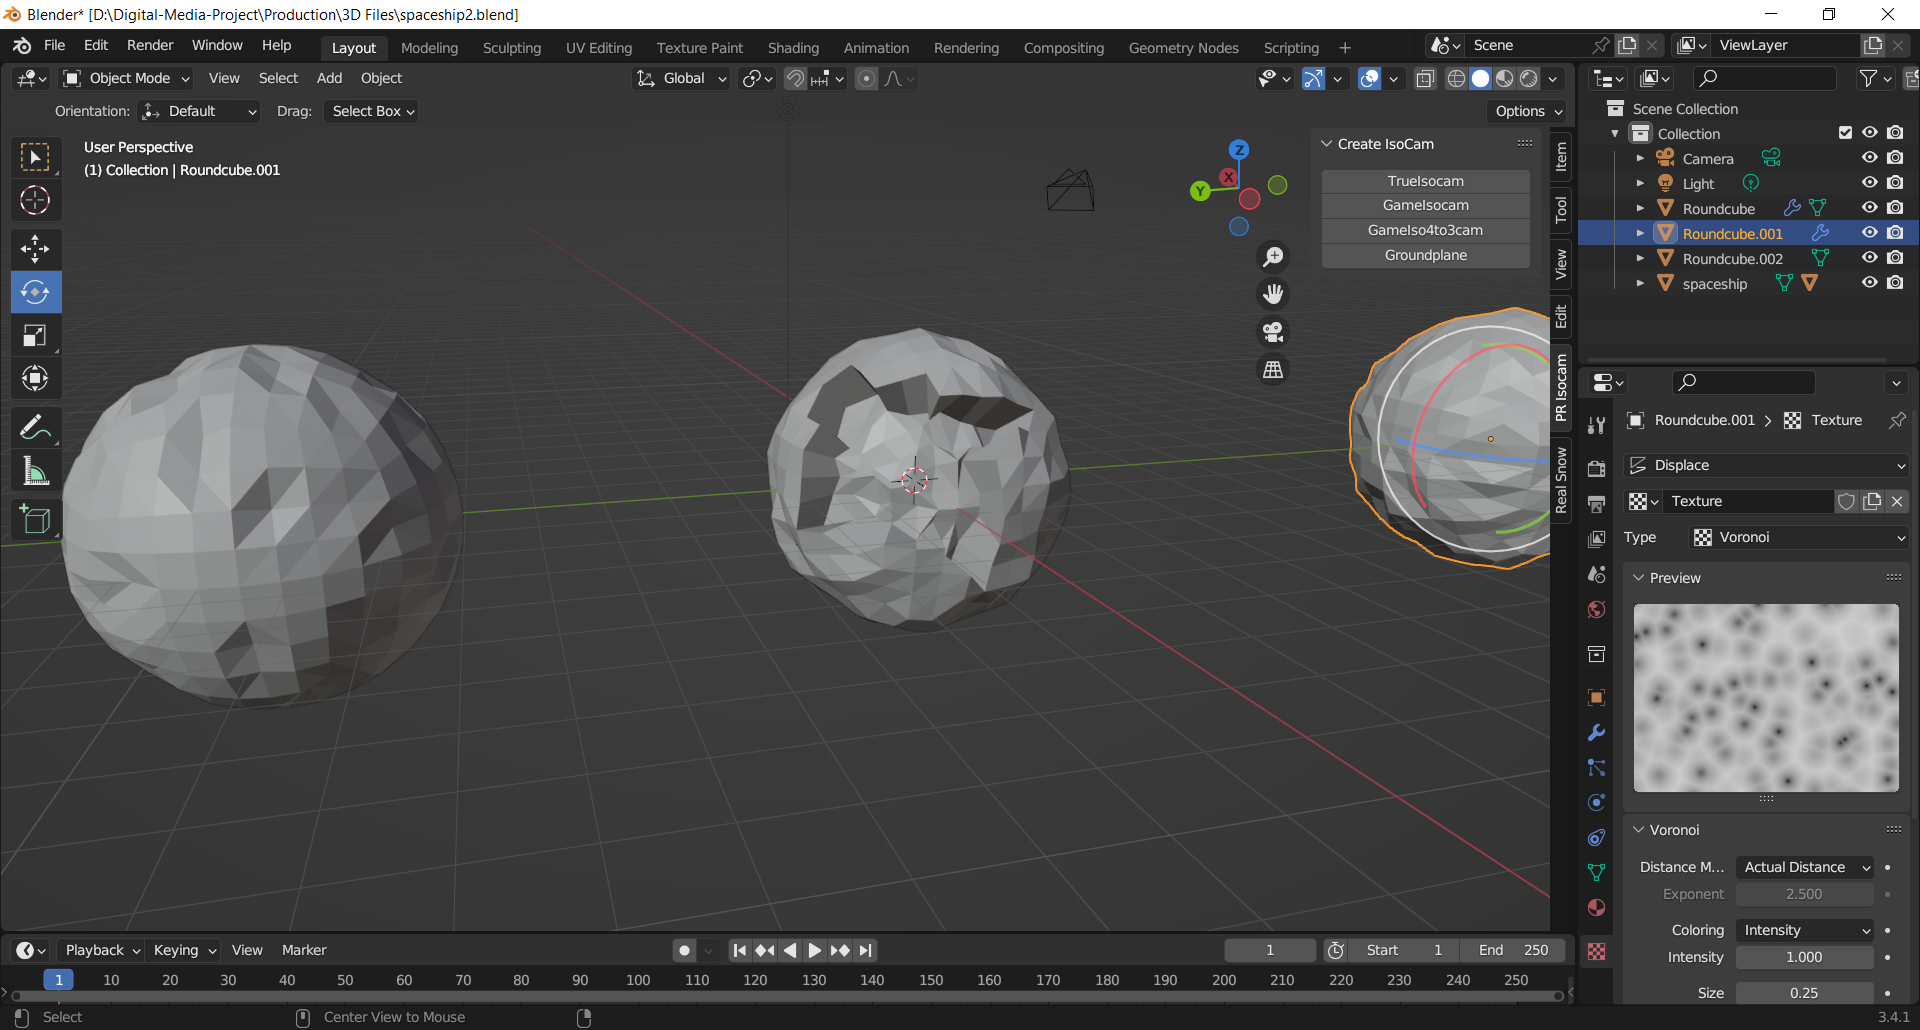 Blender* [D:\Digital-Media-Project\Production\3D Files\spaceship2.blend]
File Edit Render Window Help Layout Modeling Sculpting UV Editing Texture Paint Shading Animation Rendering Compositing Geometry Nodes Scripting + Scene ViewLayer
Object Mode View Select Add Object Global
Orientation: Default Drag: Select Box Options
User Perspective
(1) Collection | Roundcube.001
Z
X
Y
Create IsoCam
TrueIsocam
GameIsocam
GameIso4to3cam
Groundplane
Item
Tool
View
Edit
PR Isocam
Real Snow
Scene Collection
Collection
Camera
Light
Roundcube
Roundcube.001
Roundcube.002
spaceship
Roundcube.001 > Texture
Displace
Texture
Type Voronoi
Preview
Voronoi
Distance M... Actual Distance
Exponent 2.500
Coloring Intensity
Intensity 1.000
Size 0.25
Playback Keying View Marker 1 Start 1 End 250
1 10 20 30 40 50 60 70 80 90 100 110 120 130 140 150 160 170 180 190 200 210 220 230 240 250
Select Center View to Mouse 3.4.1